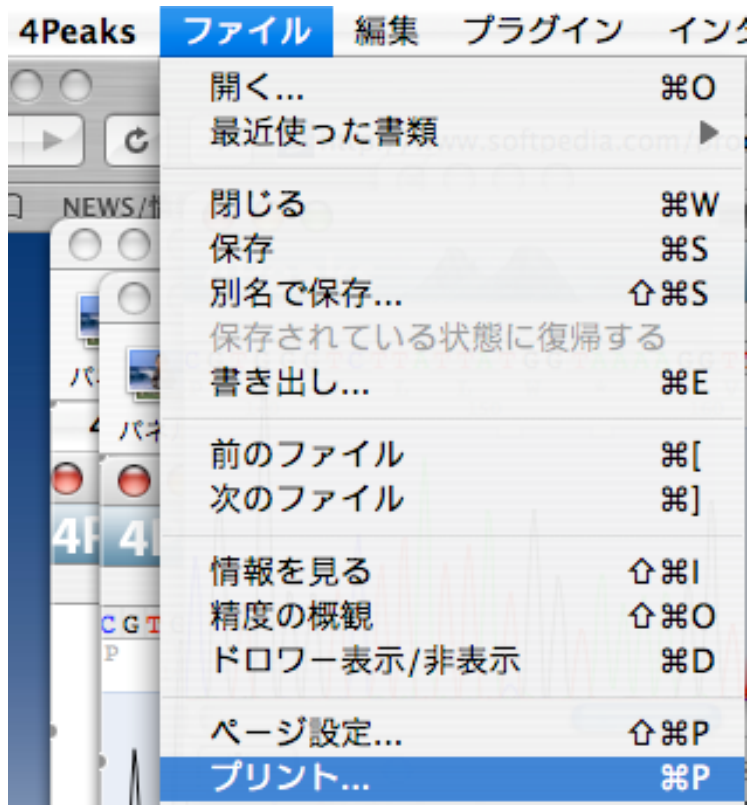 4Peaks ファイル 編集 プラグイン イン
開く... ⌘O
最近使った書類 ▶
閉じる ⌘W
保存 ⌘S
別名で保存... ⇧⌘S
保存されている状態に復帰する
書き出し... ⌘E
前のファイル ⌘[
次のファイル ⌘]
情報を見る ⇧⌘I
精度の概観 ⇧⌘O
ドロワー表示/非表示 ⌘D
ページ設定... ⇧⌘P
プリント... ⌘P
NEWS/
パネ
4P
4
C G T
P